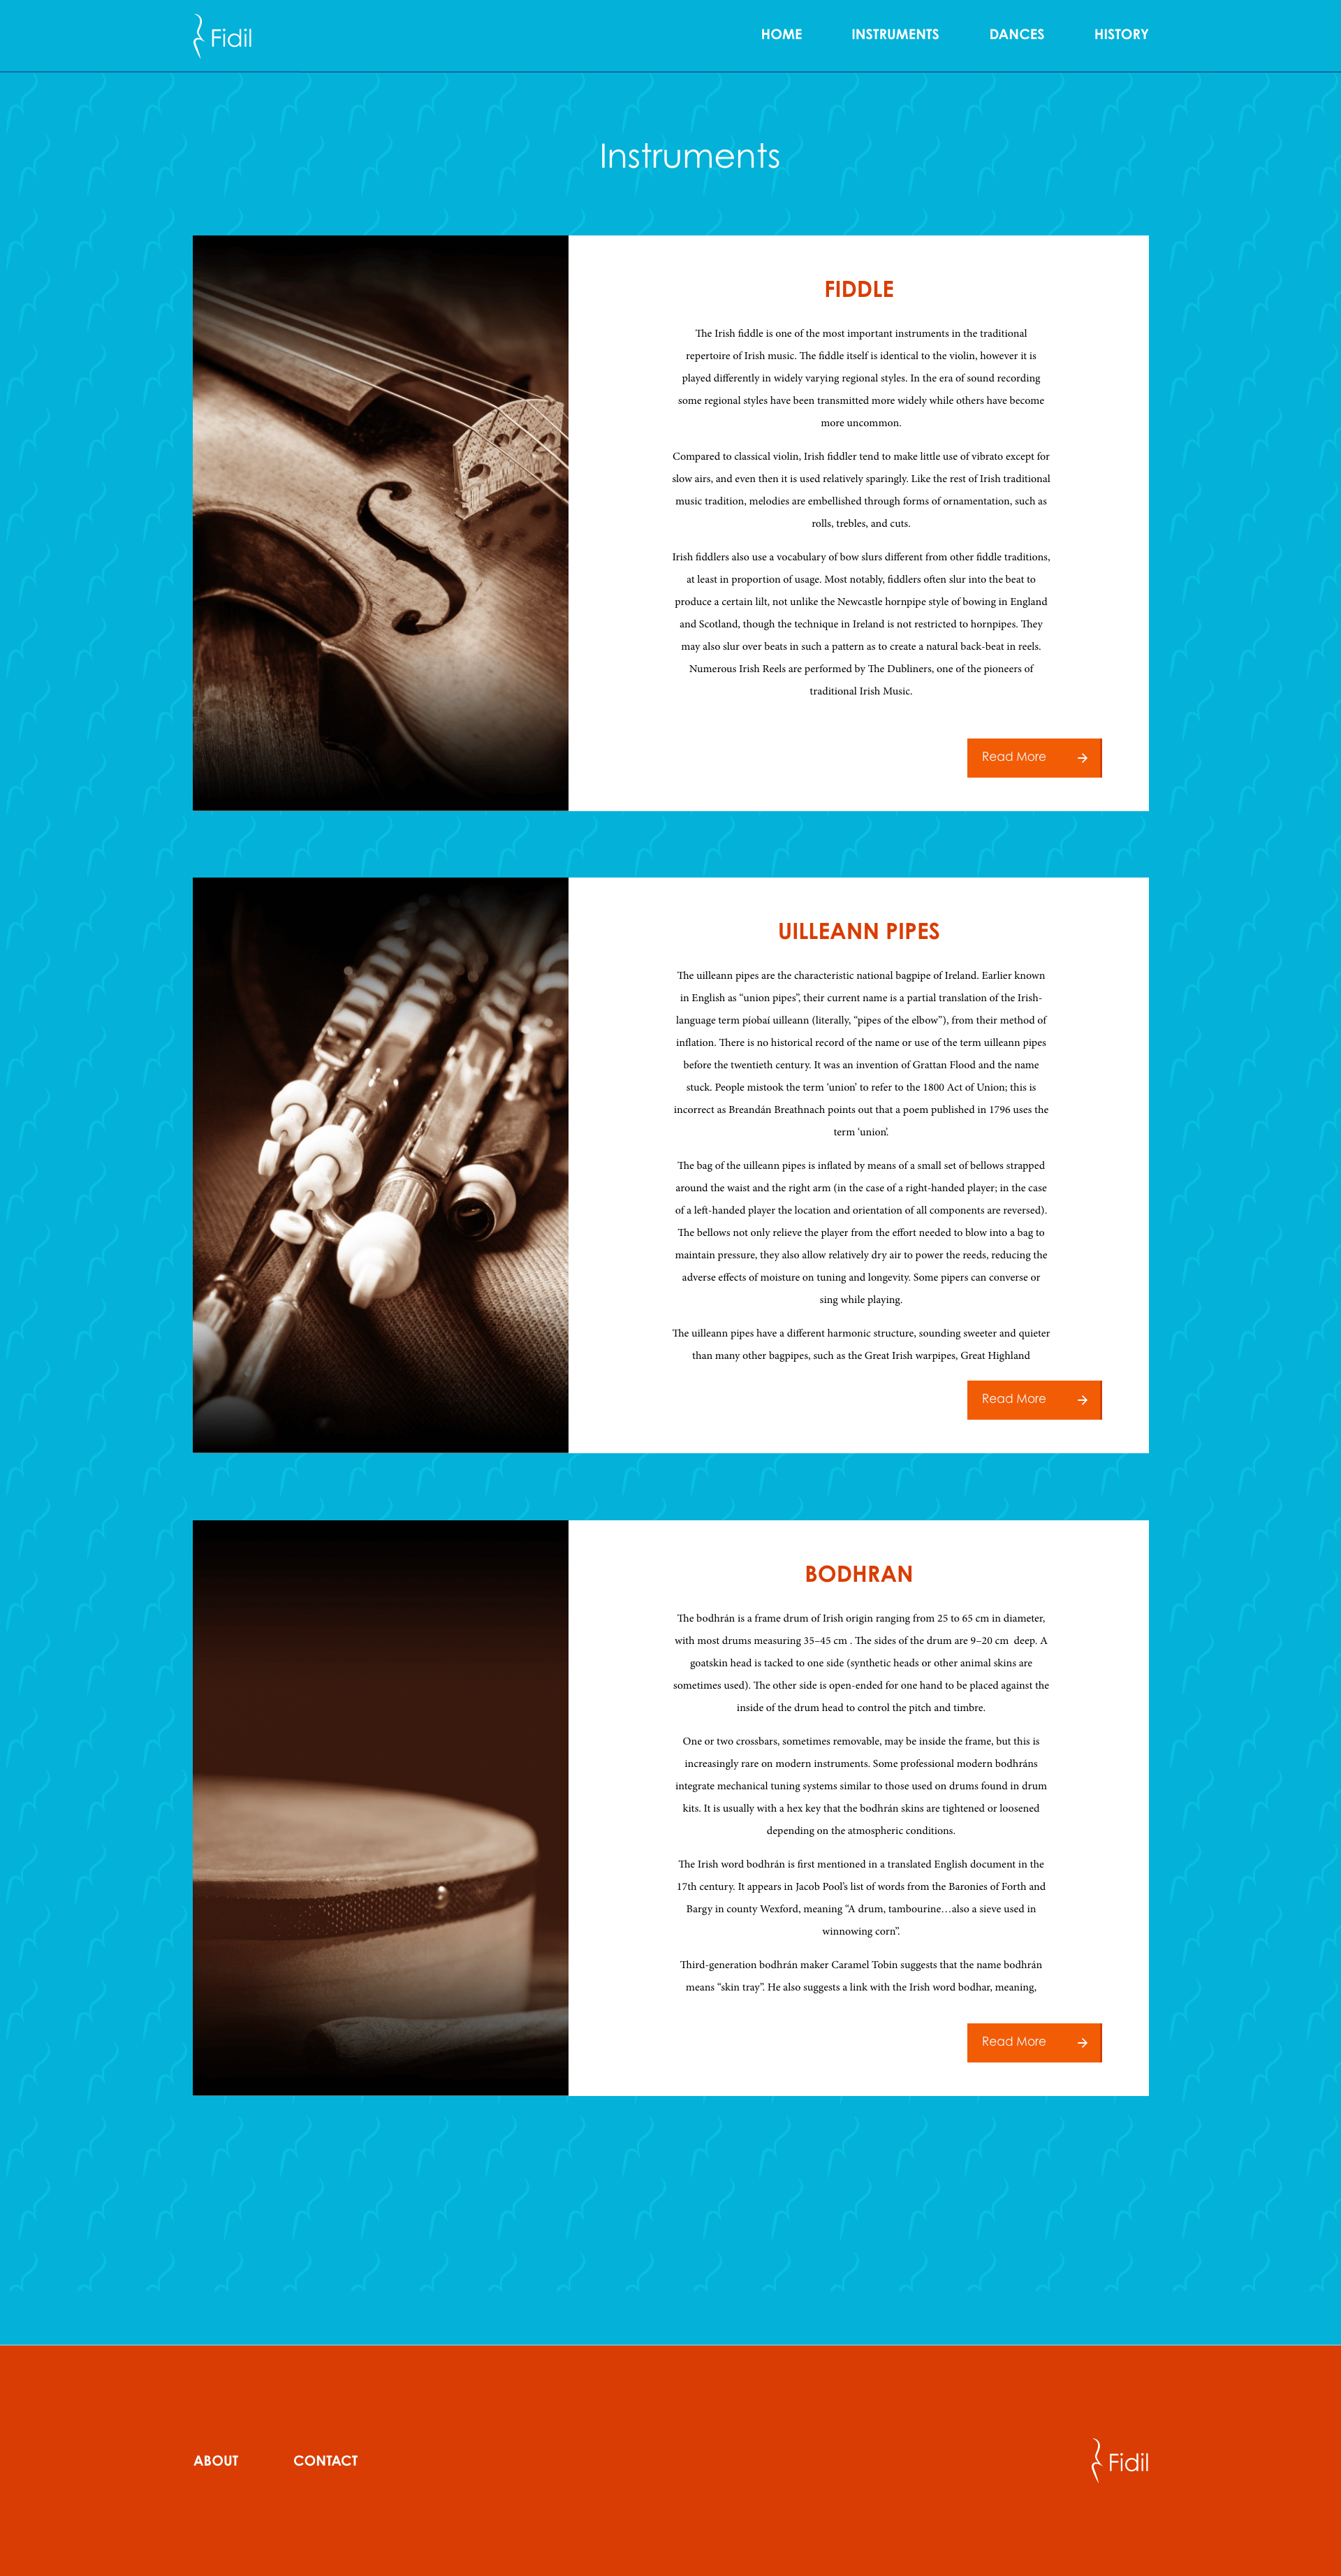 Fidil
HOME
INSTRUMENTS
DANCES
HISTORY
Instruments
FIDDLE
The Irish fiddle is one of the most important instruments in the traditional
repertoire of Irish music. The fiddle itself is identical to the violin, however it is
played differently in widely varying regional styles. In the era of sound recording
some regional styles have been transmitted more widely while others have become
more uncommon.
Compared to classical violin, Irish fiddler tend to make little use of vibrato except for
slow airs, and even then it is used relatively sparingly. Like the rest of Irish traditional
music tradition, melodies are embellished through forms of ornamentation, such as
rolls, trebles, and cuts.
Irish fiddlers also use a vocabulary of bow slurs different from other fiddle traditions,
at least in proportion of usage. Most notably, fiddlers often slur into the beat to
produce a certain lilt, not unlike the Newcastle hornpipe style of bowing in England
and Scotland, though the technique in Ireland is not restricted to hornpipes. They
may also slur over beats in such a pattern as to create a natural back-beat in reels.
Numerous Irish Reels are performed by The Dubliners, one of the pioneers of
traditional Irish Music.
Read More →
UILLEANN PIPES
The uilleann pipes are the characteristic national bagpipe of Ireland. Earlier known
in English as “union pipes”, their current name is a partial translation of the Irish-
language term píobaí uilleann (literally, “pipes of the elbow”), from their method of
inflation. There is no historical record of the name or use of the term uilleann pipes
before the twentieth century. It was an invention of Grattan Flood and the name
stuck. People mistook the term ‘union’ to refer to the 1800 Act of Union; this is
incorrect as Breandán Breathnach points out that a poem published in 1796 uses the
term ‘union’.
The bag of the uilleann pipes is inflated by means of a small set of bellows strapped
around the waist and the right arm (in the case of a right-handed player; in the case
of a left-handed player the location and orientation of all components are reversed).
The bellows not only relieve the player from the effort needed to blow into a bag to
maintain pressure, they also allow relatively dry air to power the reeds, reducing the
adverse effects of moisture on tuning and longevity. Some pipers can converse or
sing while playing.
The uilleann pipes have a different harmonic structure, sounding sweeter and quieter
than many other bagpipes, such as the Great Irish warpipes, Great Highland
Read More →
BODHRAN
The bodhrán is a frame drum of Irish origin ranging from 25 to 65 cm in diameter,
with most drums measuring 35–45 cm . The sides of the drum are 9–20 cm  deep. A
goatskin head is tacked to one side (synthetic heads or other animal skins are
sometimes used). The other side is open-ended for one hand to be placed against the
inside of the drum head to control the pitch and timbre.
One or two crossbars, sometimes removable, may be inside the frame, but this is
increasingly rare on modern instruments. Some professional modern bodhráns
integrate mechanical tuning systems similar to those used on drums found in drum
kits. It is usually with a hex key that the bodhrán skins are tightened or loosened
depending on the atmospheric conditions.
The Irish word bodhrán is first mentioned in a translated English document in the
17th century. It appears in Jacob Pool’s list of words from the Baronies of Forth and
Bargy in county Wexford, meaning “A drum, tambourine…also a sieve used in
winnowing corn”.
Third-generation bodhrán maker Caramel Tobin suggests that the name bodhrán
means “skin tray”. He also suggests a link with the Irish word bodhar, meaning,
Read More →
ABOUT
CONTACT
Fidil